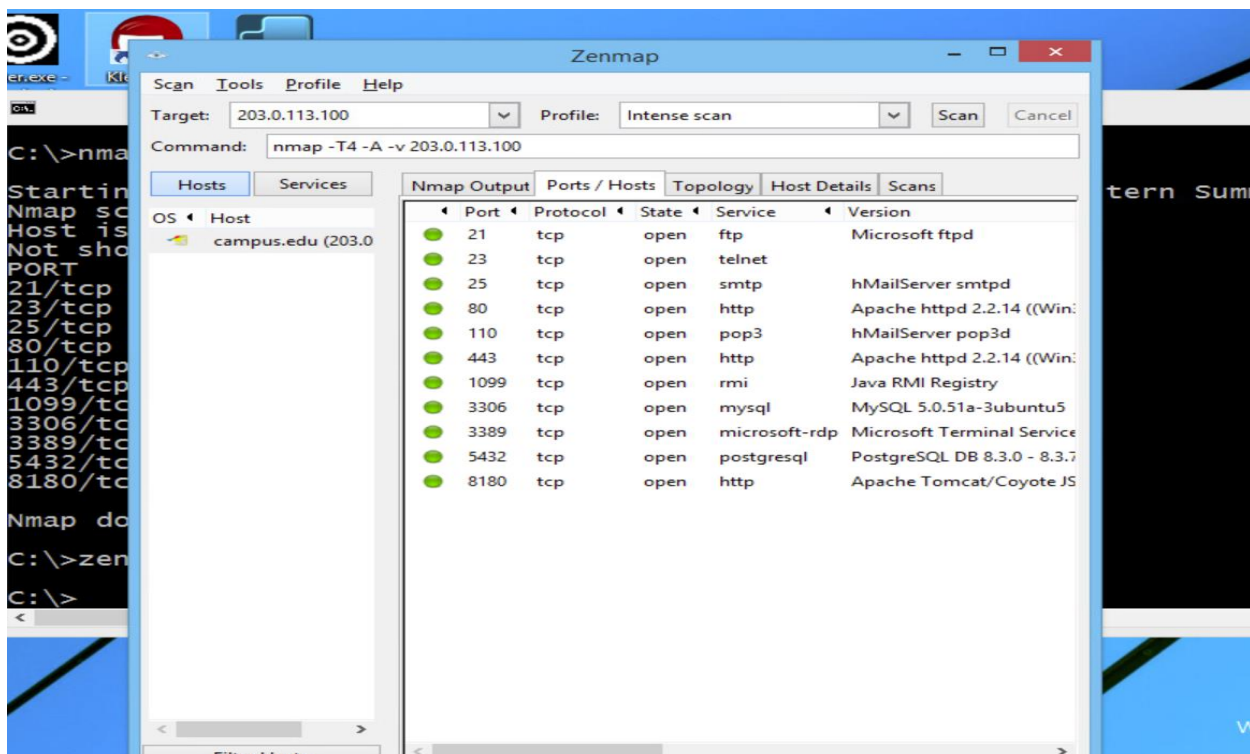 Zenmap
Scan Tools Profile Help
Target: 203.0.113.100 Profile: Intense scan Scan Cancel
Command: nmap -T4 -A -v 203.0.113.100
Hosts Services
OS Host
campus.edu (203.0
Nmap Output Ports / Hosts Topology Host Details Scans
Port Protocol State Service Version
21 tcp open ftp Microsoft ftpd
23 tcp open telnet
25 tcp open smtp hMailServer smtpd
80 tcp open http Apache httpd 2.2.14 ((Win
110 tcp open pop3 hMailServer pop3d
443 tcp open http Apache httpd 2.2.14 ((Win
1099 tcp open rmi Java RMI Registry
3306 tcp open mysql MySQL 5.0.51a-3ubuntu5
3389 tcp open microsoft-rdp Microsoft Terminal Service
5432 tcp open postgresql PostgreSQL DB 8.3.0 - 8.3.7
8180 tcp open http Apache Tomcat/Coyote JS
er.exe -
C:\>nma
Startin
tern Sum
Nmap sc
Host is
Not sho
PORT
21/tcp
23/tcp
25/tcp
80/tcp
110/tcp
443/tcp
1099/tc
3306/tc
3389/tc
5432/tc
8180/tc
Nmap do
C:\>zen
C:\>